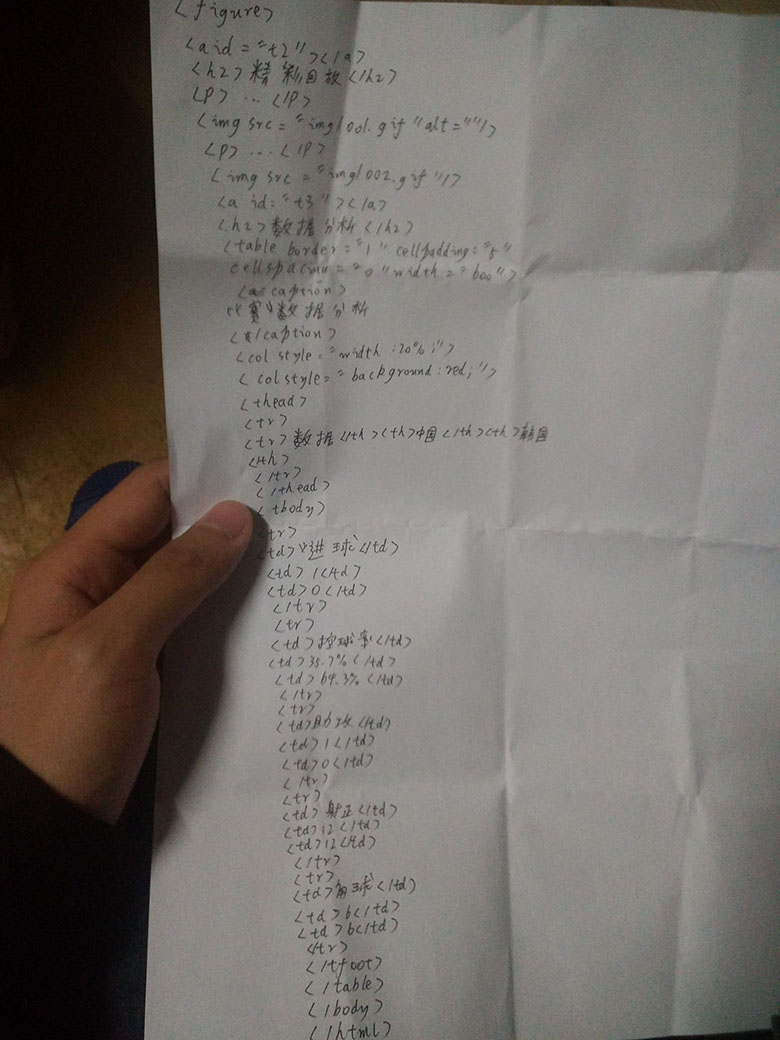 <figure>
<a id="t2"></a>
<h2>精彩回放</h2>
<p>...</p>
<img src="img/001.gif" alt=""/>
<p>...</p>
<img src="img/002.gif"/>
<a id="t3"></a>
<h2>数据分析</h2>
<table border="1" cellpadding="5"
cellspacing="0" width="600">
caption>
比赛数据分析
caption>
<col style="width:20%;"/>
<col style="background:red;"/>
<thead>
<tr>
<tr>数据</th><th>中国</th><th>韩国
</th>
</tr>
</thead>
<tbody>
<tr>
<td>进球</td>
<td>1</td>
<td>0</td>
</tr>
<tr>
<td>控球率</td>
<td>35.7%</td>
<td>64.3%</td>
</tr>
<tr>
<td>助攻</td>
<td>1</td>
<td>0</td>
</tr>
<tr>
<td>射正</td>
<td>12</td>
<td>12</td>
</tr>
<tr>
<td>角球</td>
<td>6</td>
<td>6</td>
</tr>
</tfoot>
</table>
</body>
</html>